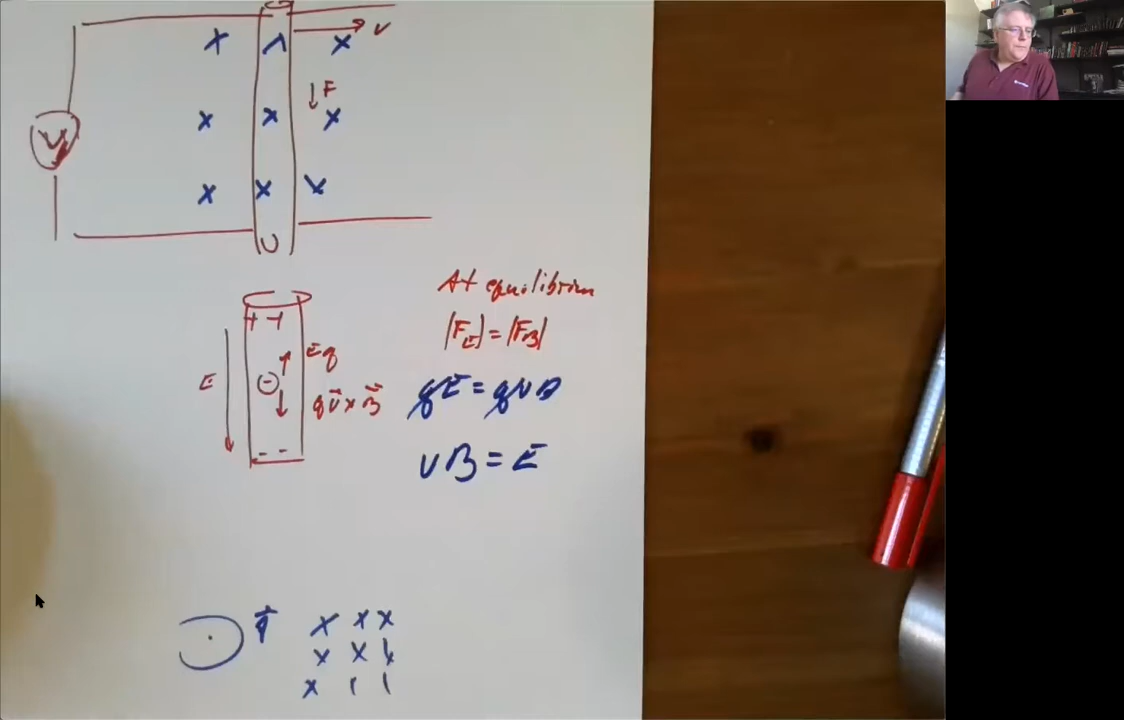 x x x v
↓ F
V
x x x
x x x
At equilibrium
|F_E| = |F_B|
+ +
E
⊖
↑ Eq
qv⃗ × B⃗
qE = qvB
- -
vB = E
x x x
x x x
x